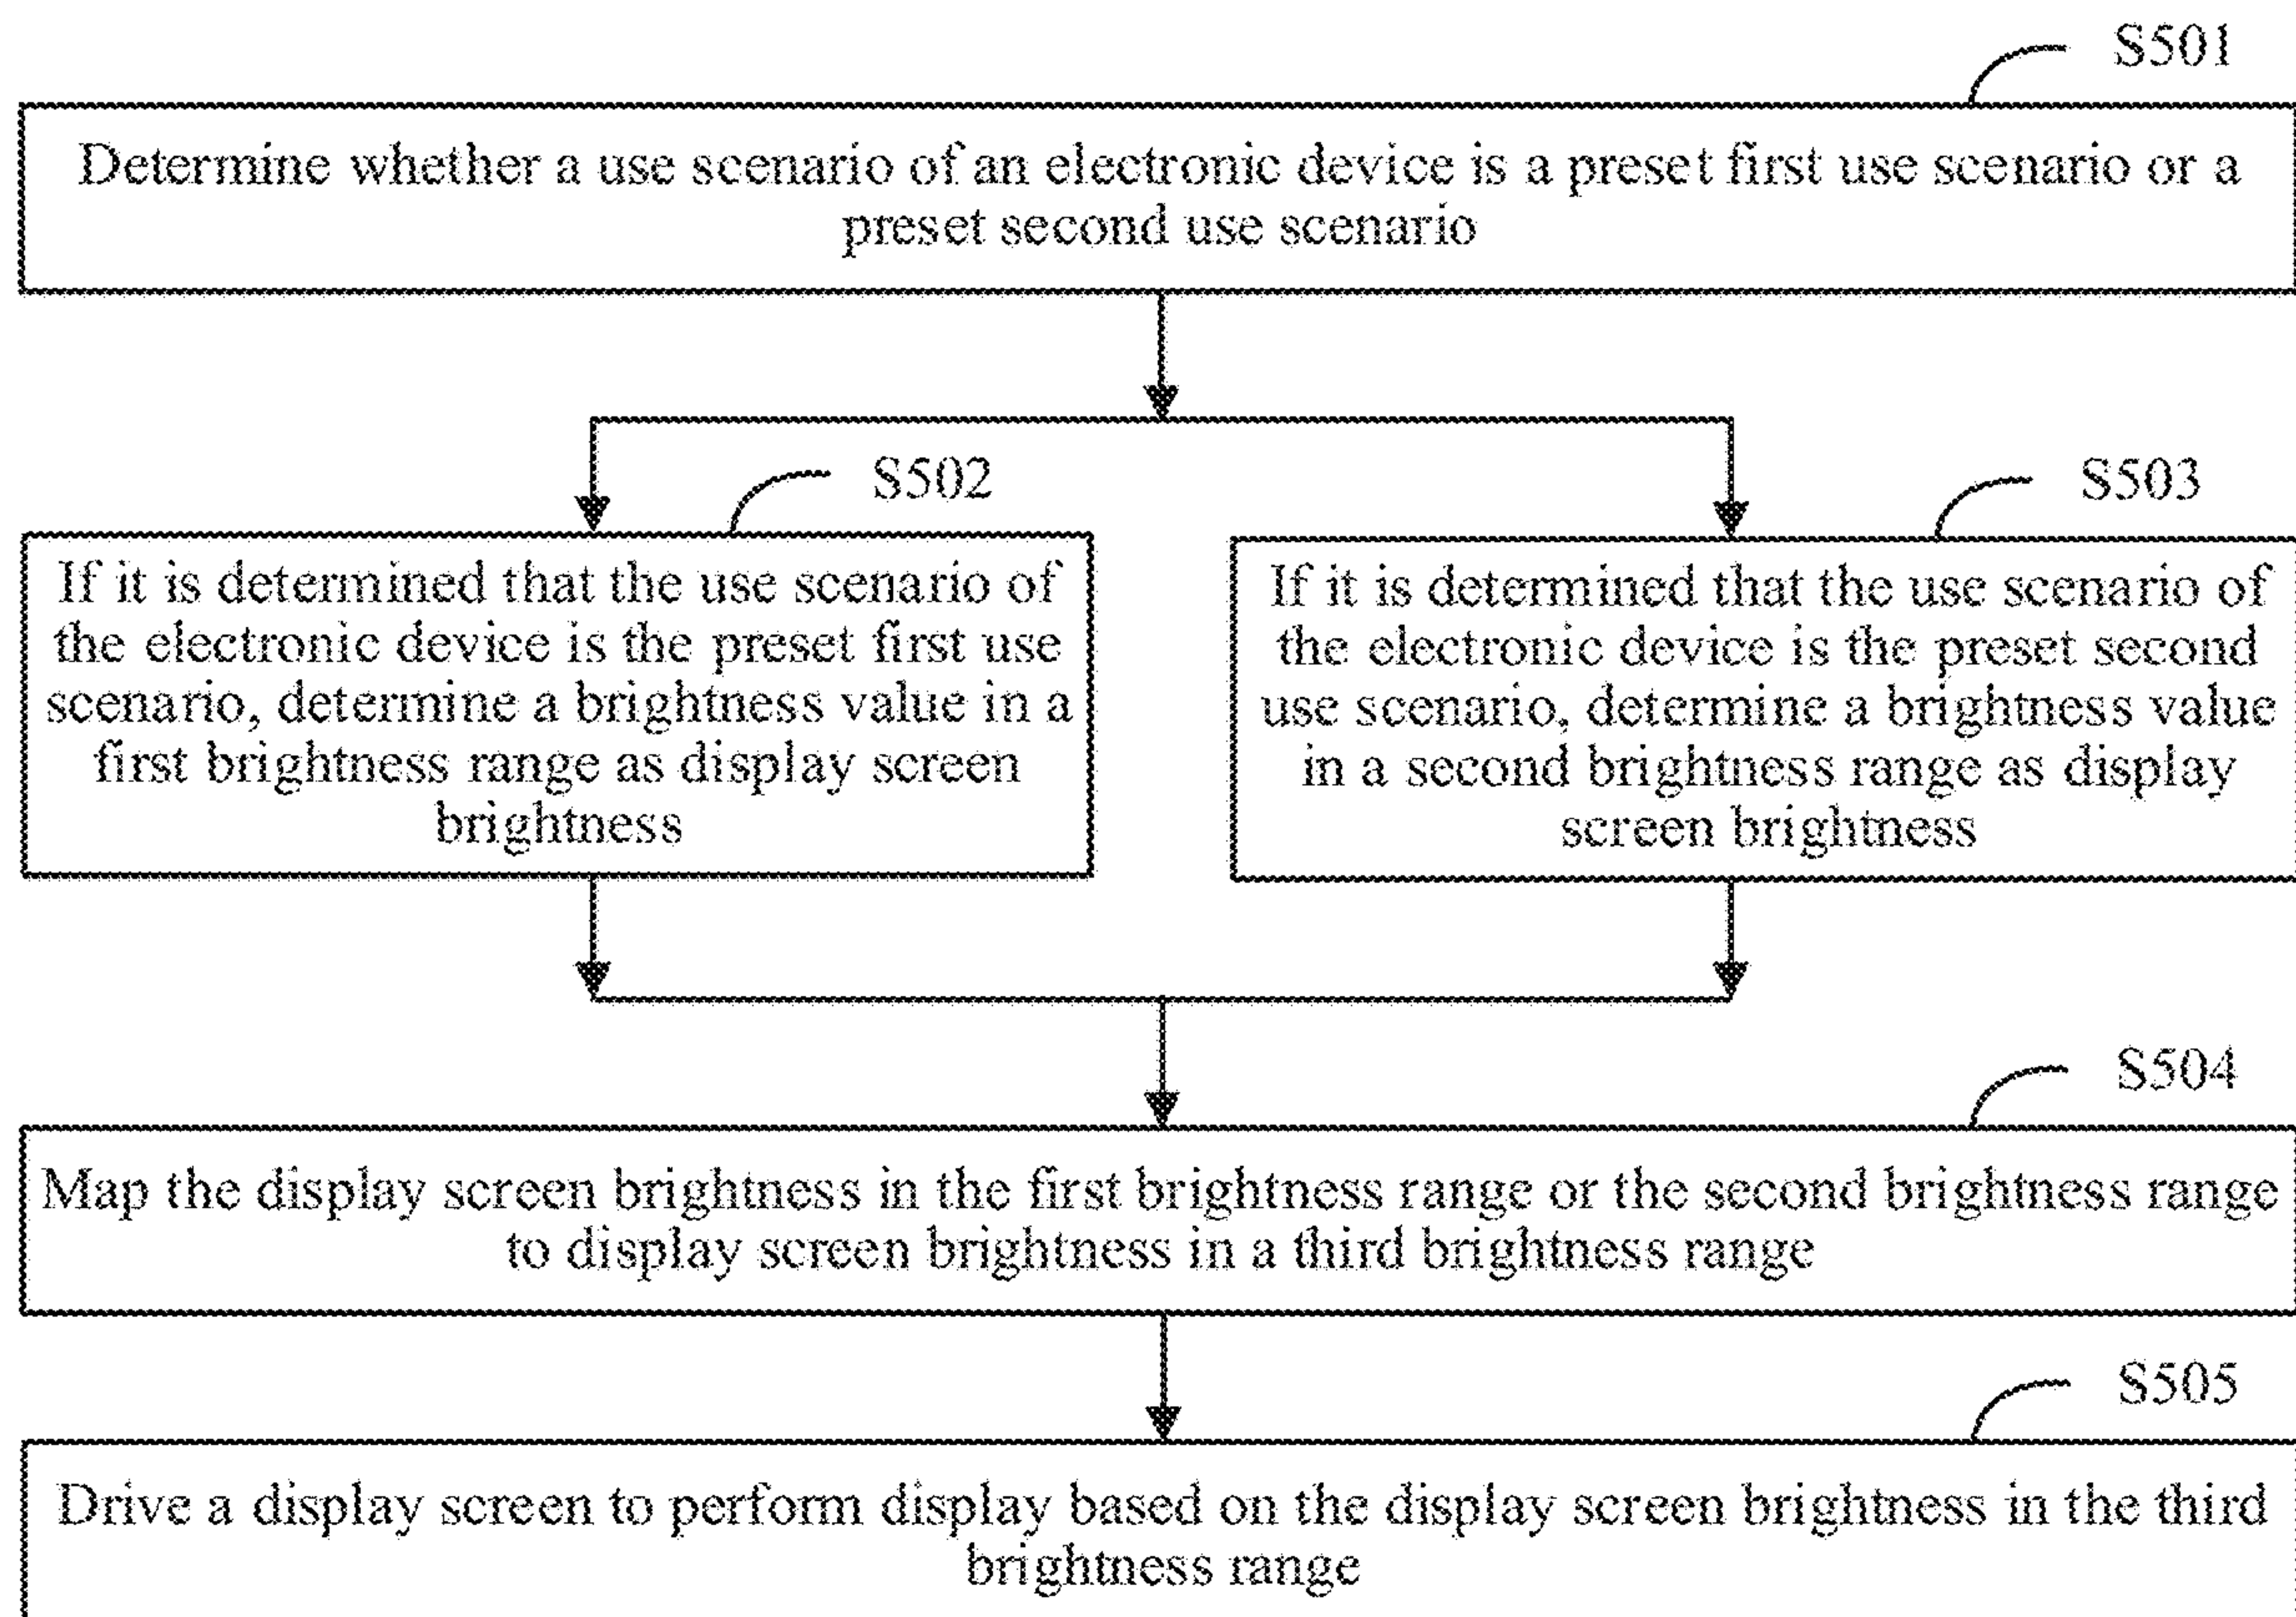 S501
Determine whether a use scenario of an electronic device is a preset first use scenario or a
preset second use scenario
S502
If it is determined that the use scenario of
the electronic device is the preset first use
scenario, determine a brightness value in a
first brightness range as display screen
brightness
S503
If it is determined that the use scenario of
the electronic device is the preset second
use scenario, determine a brightness value
in a second brightness range as display
screen brightness
S504
Map the display screen brightness in the first brightness range or the second brightness range
to display screen brightness in a third brightness range
S505
Drive a display screen to perform display based on the display screen brightness in the third
brightness range